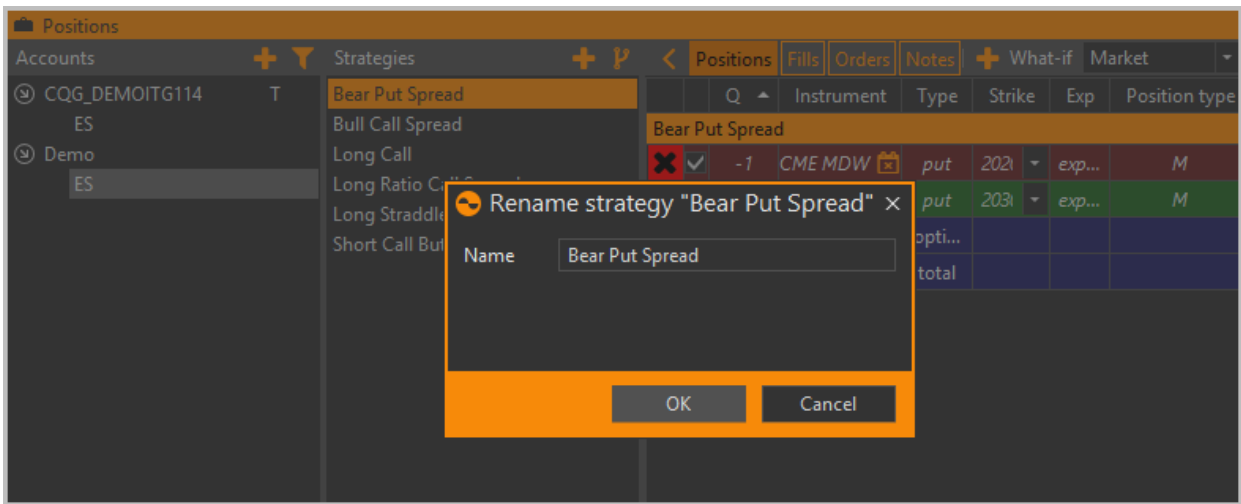 Positions
Accounts
Strategies
Positions Fills Orders Notes What-if Market
CQG_DEMOITG114 T
ES
Demo
ES
Bear Put Spread
Bull Call Spread
Long Call
Long Ratio
Long Straddle
Short Call
Q Instrument Type Strike Exp Position type
Bear Put Spread
-1 CME MDW put exp... M
put exp... M
total
Rename strategy "Bear Put Spread"
Name Bear Put Spread
OK Cancel